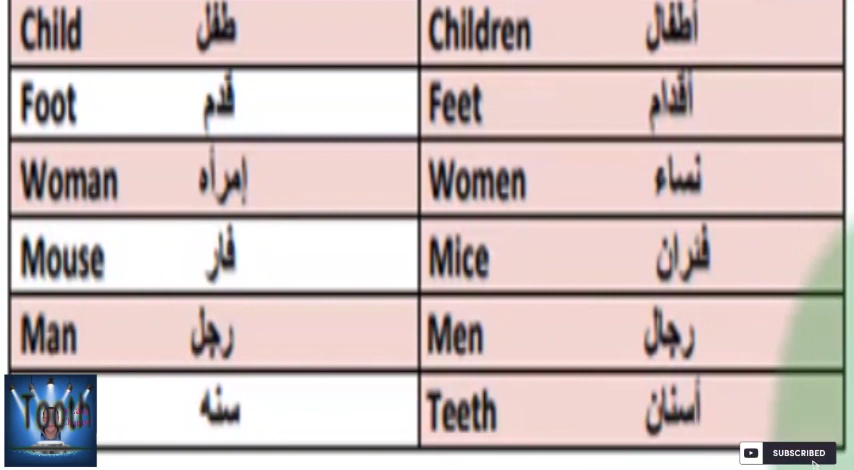 Child طفل Children أطفال
Foot قدم Feet أقدام
Woman إمرأه Women نساء
Mouse فار Mice فئران
Man رجل Men رجال
Tooth سنه Teeth أسنان
SUBSCRIBED